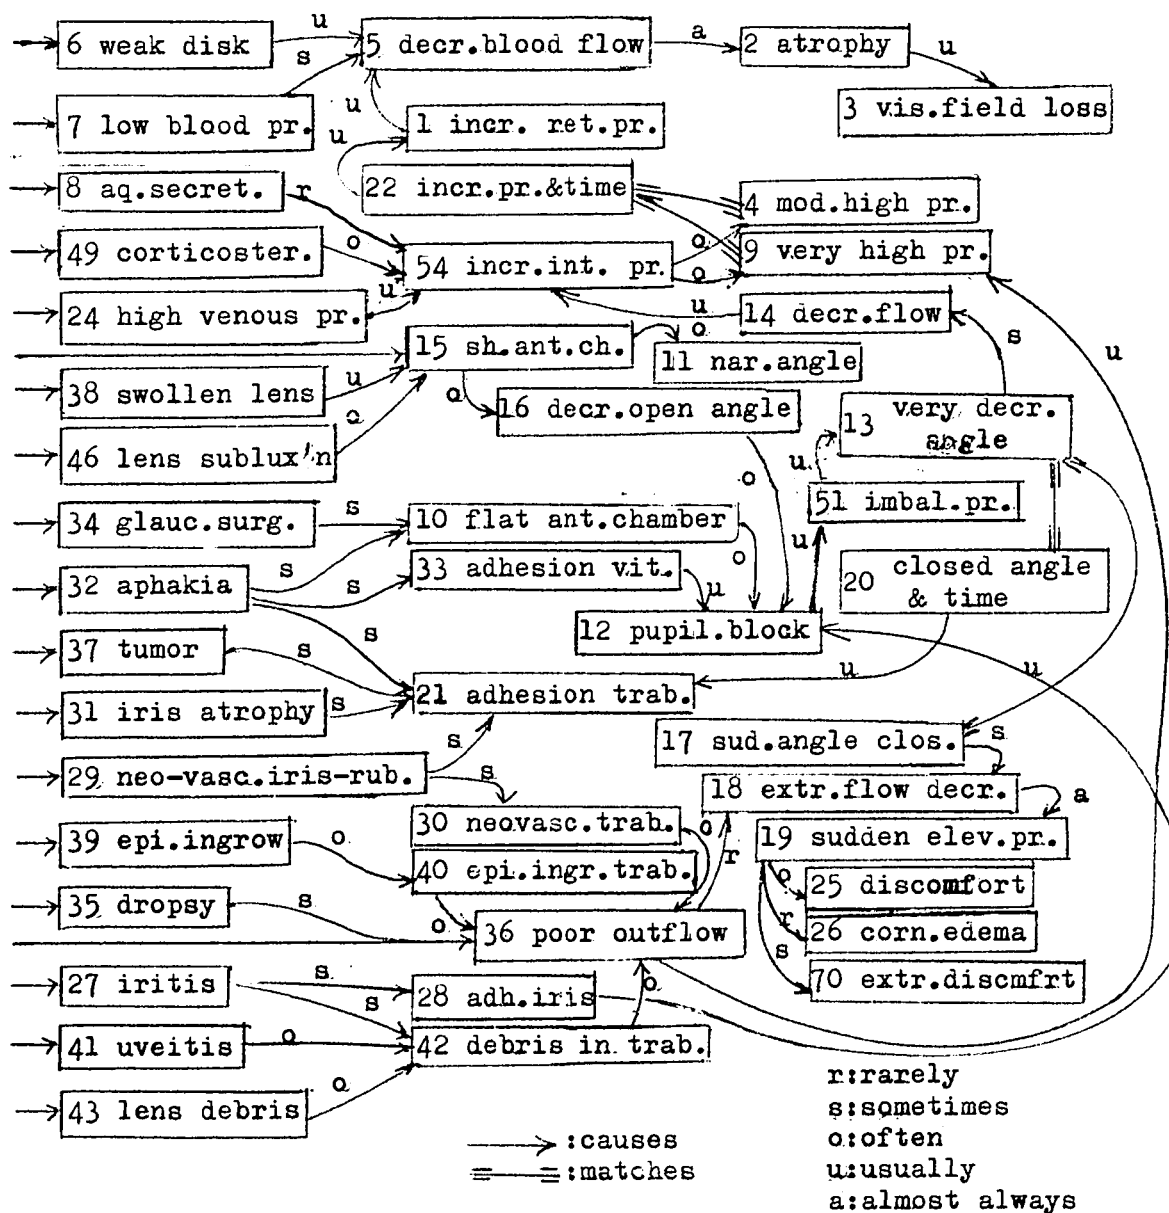 u
6 weak disk
s
5 decr.blood flow
a
2 atrophy
u
3 vis.field loss
7 low blood pr.
u
1 incr. ret.pr.
u
8 aq.secret.
r
22 incr.pr.&time
4 mod.high pr.
49 corticoster.
o
54 incr.int. pr.
o
o
9 very high pr.
24 high venous pr.
u
u
14 decr.flow
s
u
15 sh.ant.ch.
o
11 nar.angle
38 swollen lens
u
o
16 decr.open angle
13 very decr.
angle
46 lens sublux'n
o
u
o
51 imbal.pr.
34 glauc.surg.
s
10 flat ant.chamber
u
20 closed angle
& time
32 aphakia
s
s
33 adhesion vit.
u
o
12 pupil.block
37 tumor
s
s
u
u
21 adhesion trab.
31 iris atrophy
s
17 sud.angle clos.
s
29 neo-vasc.iris-rub.
s
s
18 extr.flow decr.
a
30 neovasc.trab.
o
r
19 sudden elev.pr.
39 epi.ingrow
o
40 epi.ingr.trab.
o
25 discomfort
35 dropsy
s
o
36 poor outflow
r
26 corn.edema
s
70 extr.discmfrt
27 iritis
s
s
28 adh.iris
o
41 uveitis
o
42 debris in trab.
43 lens debris
o
r:rarely
s:sometimes
o:often
u:usually
a:almost always
:causes
:matches